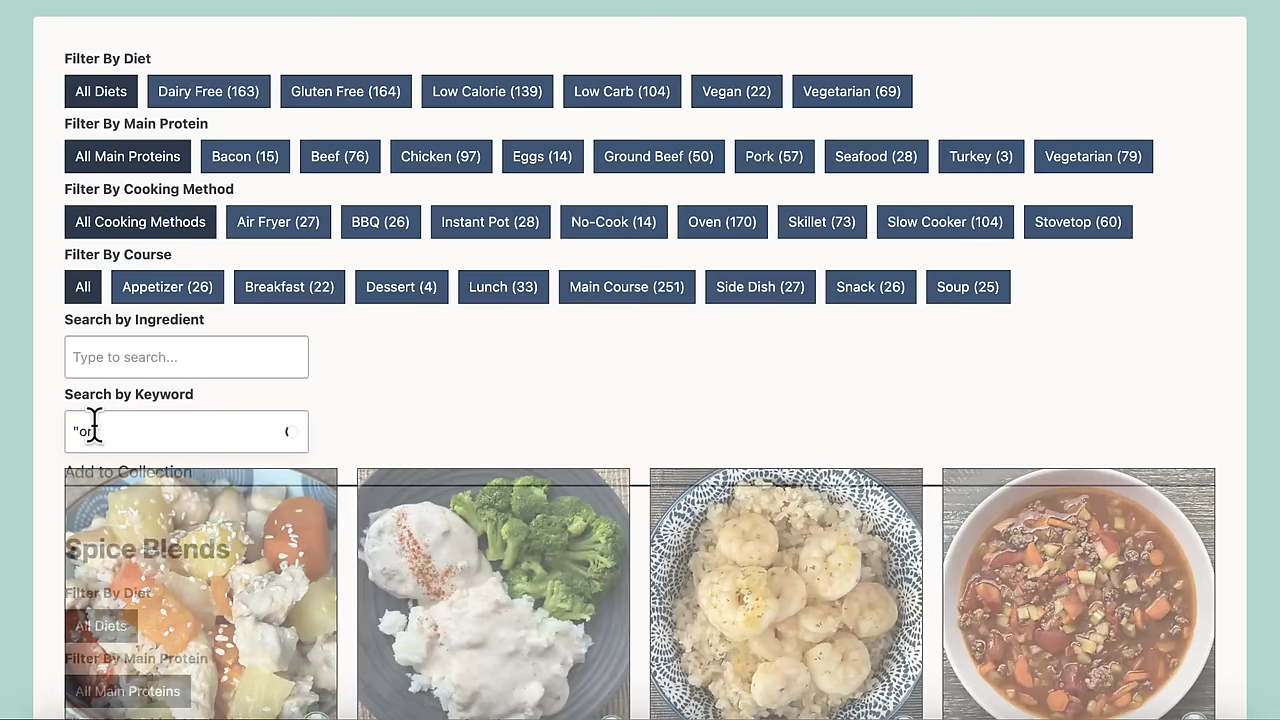 Filter By Diet
All Diets Dairy Free (163) Gluten Free (164) Low Calorie (139) Low Carb (104) Vegan (22) Vegetarian (69)
Filter By Main Protein
All Main Proteins Bacon (15) Beef (76) Chicken (97) Eggs (14) Ground Beef (50) Pork (57) Seafood (28) Turkey (3) Vegetarian (79)
Filter By Cooking Method
All Cooking Methods Air Fryer (27) BBQ (26) Instant Pot (28) No-Cook (14) Oven (170) Skillet (73) Slow Cooker (104) Stovetop (60)
Filter By Course
All Appetizer (26) Breakfast (22) Dessert (4) Lunch (33) Main Course (251) Side Dish (27) Snack (26) Soup (25)
Search by Ingredient
Type to search...
Search by Keyword
Add to Collection
Spice Blends
Filter By Diet
All Diets
Filter By Main Protein
All Main Proteins